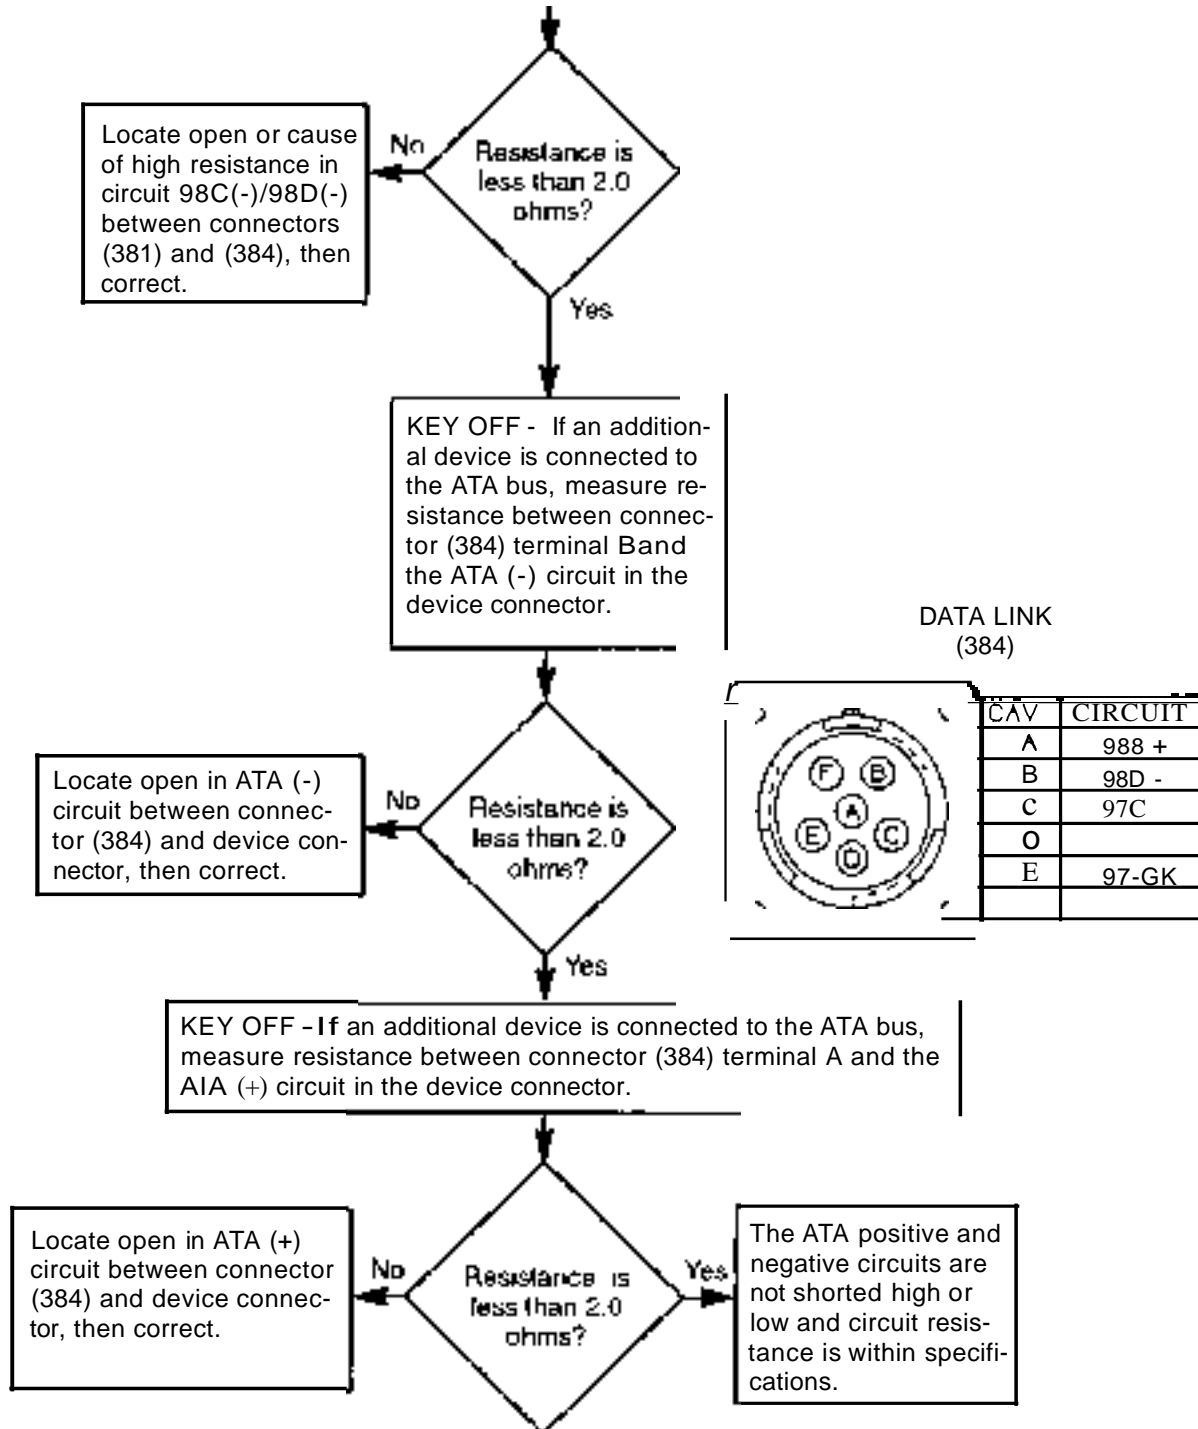 No
Resistance is
less than 2.0
ohms?
Locate open or cause
of high resistance in
circuit 98C(-)/98D(-)
between connectors
(381) and (384), then
correct.
Yes
KEY OFF - If an addition-
al device is connected to
the ATA bus, measure re-
sistance between connec-
tor (384) terminal Band
the ATA (-) circuit in the
device connector.
DATA LINK
(384)
CAV CIRCUIT
A 988 +
B 98D -
C 97C
O
E 97-GK
F B
A
E C
D
No
Resistance is
less than 2.0
ohms?
Locate open in ATA (-)
circuit between connec-
tor (384) and device con-
nector, then correct.
Yes
KEY OFF - If an additional device is connected to the ATA bus,
measure resistance between connector (384) terminal A and the
AIA (+) circuit in the device connector.
Locate open in ATA (+)
circuit between connector
(384) and device connec-
tor, then correct.
No
Resistance is
less than 2.0
ohms?
Yes
The ATA positive and
negative circuits are
not shorted high or
low and circuit resis-
tance is within specifi-
cations.